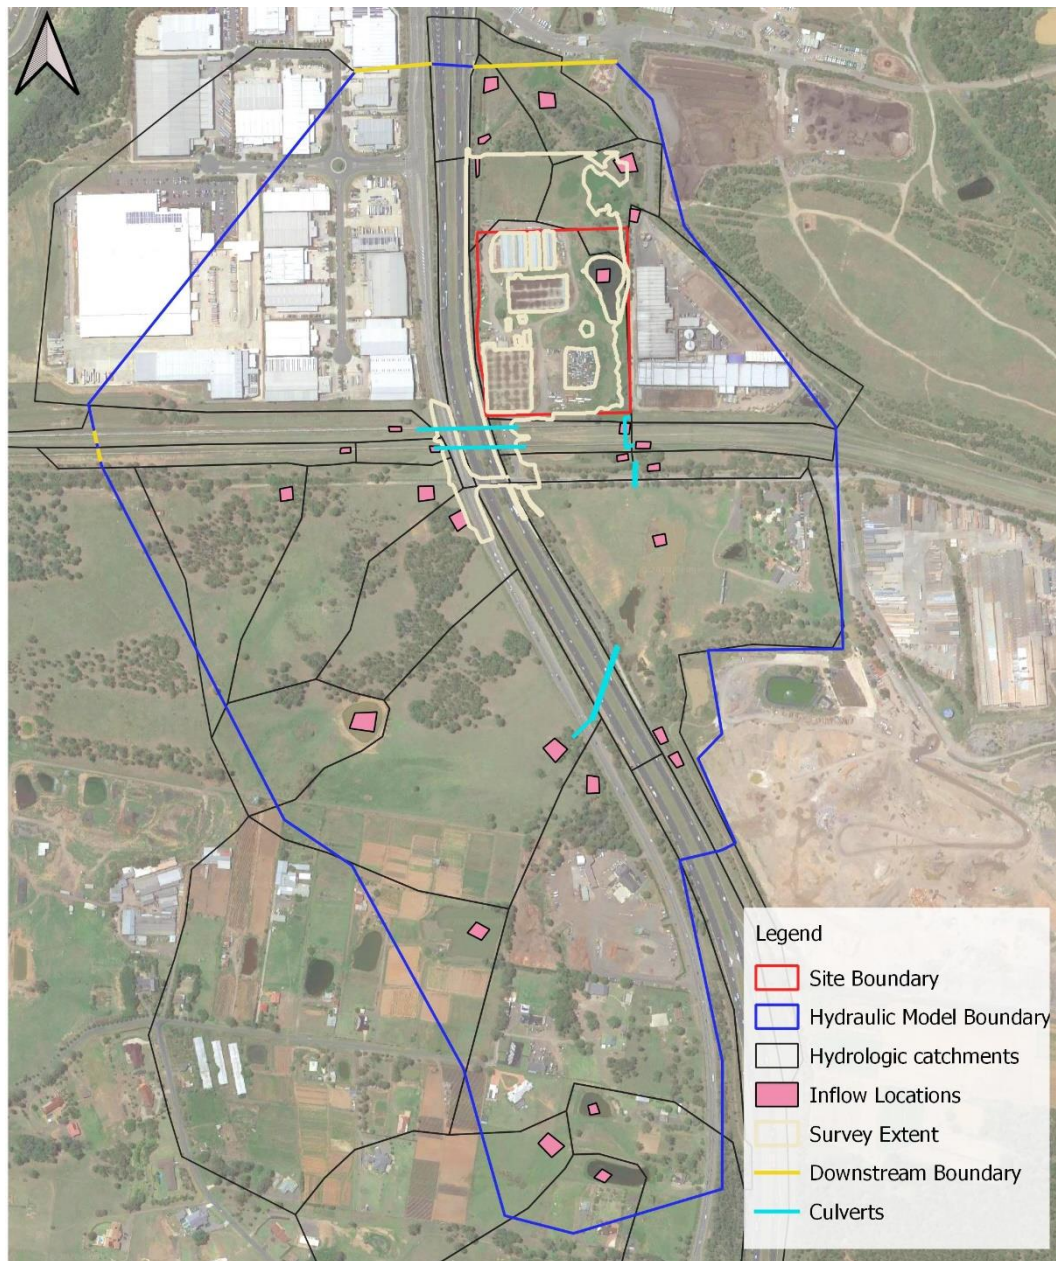 Legend
Site Boundary
Hydraulic Model Boundary
Hydrologic catchments
Inflow Locations
Survey Extent
Downstream Boundary
Culverts